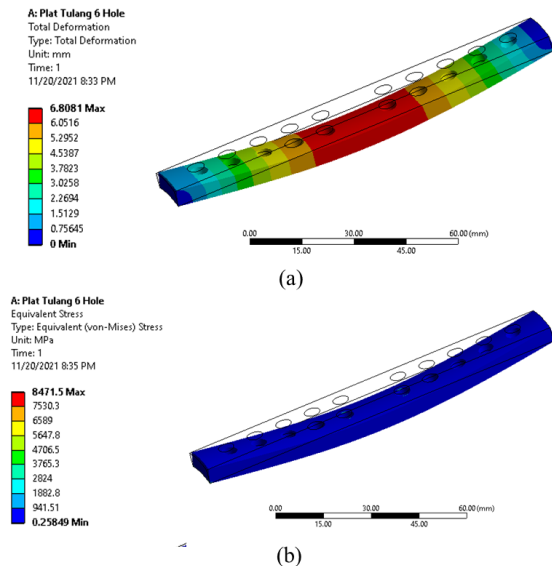 A: Plat Tulang 6 Hole
Total Deformation
Type: Total Deformation
Unit: mm
Time: 1
11/20/2021 8:33 PM
6.8081 Max
6.0516
5.2952
4.5387
3.7823
3.0258
2.2694
1.5129
0.75645
0 Min
0.00 30.00 60.00 (mm)
15.00 45.00
(a)
A: Plat Tulang 6 Hole
Equivalent Stress
Type: Equivalent (von-Mises) Stress
Unit: MPa
Time: 1
11/20/2021 8:35 PM
8471.5 Max
7530.3
6589
5647.8
4706.5
3765.3
2824
1882.8
941.51
0.25849 Min
0.00 30.00 60.00 (mm)
15.00 45.00
(b)